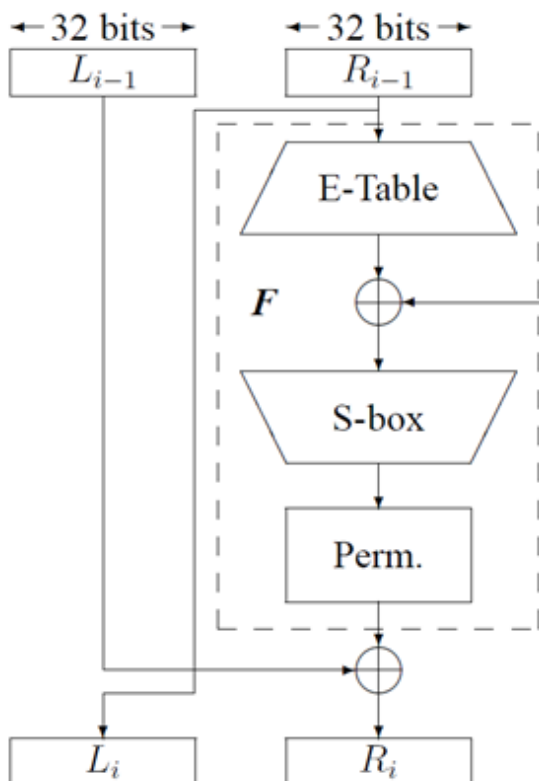 32 bits 32 bits
L_{i−1} R_{i−1}
E-Table
F
S-box
Perm.
L_i R_i